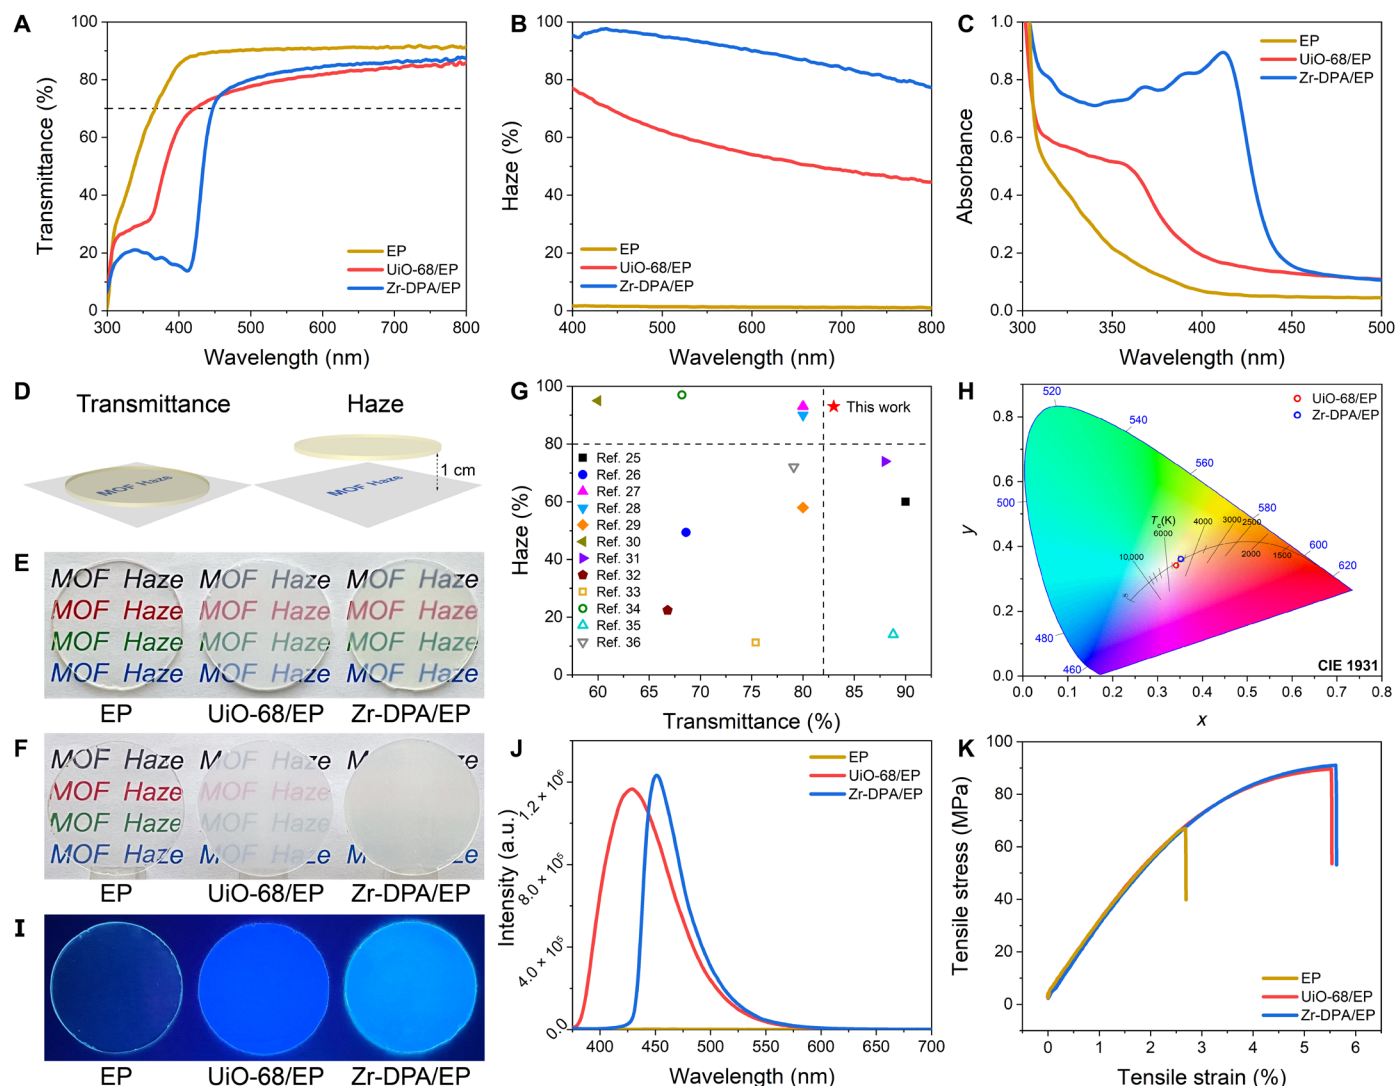 A
Transmittance (%)
100
80
60
40
20
0
300 400 500 600 700 800
Wavelength (nm)
EP
UiO-68/EP
Zr-DPA/EP
B
Haze (%)
100
80
60
40
20
0
400 500 600 700 800
Wavelength (nm)
EP
UiO-68/EP
Zr-DPA/EP
C
Absorbance
1.0
0.8
0.6
0.4
0.2
0.0
300 350 400 450 500
Wavelength (nm)
EP
UiO-68/EP
Zr-DPA/EP
D
Transmittance Haze
MOF Haze MOF Haze
1 cm
E
MOF Haze MOF Haze MOF Haze
MOF Haze MOF Haze MOF Haze
MOF Haze MOF Haze MOF Haze
MOF Haze MOF Haze MOF Haze
EP UiO-68/EP Zr-DPA/EP
F
MOF Haze MOF Haze
MOF Haze MOF Haze
MOF Haze MOF Haze
MOF Haze MOF Haze
EP UiO-68/EP Zr-DPA/EP
I
EP UiO-68/EP Zr-DPA/EP
G
Haze (%)
100
80
60
40
20
0
60 65 70 75 80 85 90
Transmittance (%)
This work
Ref. 25
Ref. 26
Ref. 27
Ref. 28
Ref. 29
Ref. 30
Ref. 31
Ref. 32
Ref. 33
Ref. 34
Ref. 35
Ref. 36
H
y
0.8
0.6
0.4
0.2
0.0
0.0 0.1 0.2 0.3 0.4 0.5 0.6 0.7 0.8
x
UiO-68/EP
Zr-DPA/EP
520
540
560
580
600
620
500
480
460
Tc(K)
∞
10,000
6000
4000
3000
2500
2000
1500
CIE 1931
J
Intensity (a.u.)
1.2 × 10⁶
8.0 × 10⁵
4.0 × 10⁵
0.0
400 450 500 550 600 650 700
Wavelength (nm)
EP
UiO-68/EP
Zr-DPA/EP
K
Tensile stress (MPa)
100
80
60
40
20
0
0 1 2 3 4 5 6
Tensile strain (%)
EP
UiO-68/EP
Zr-DPA/EP